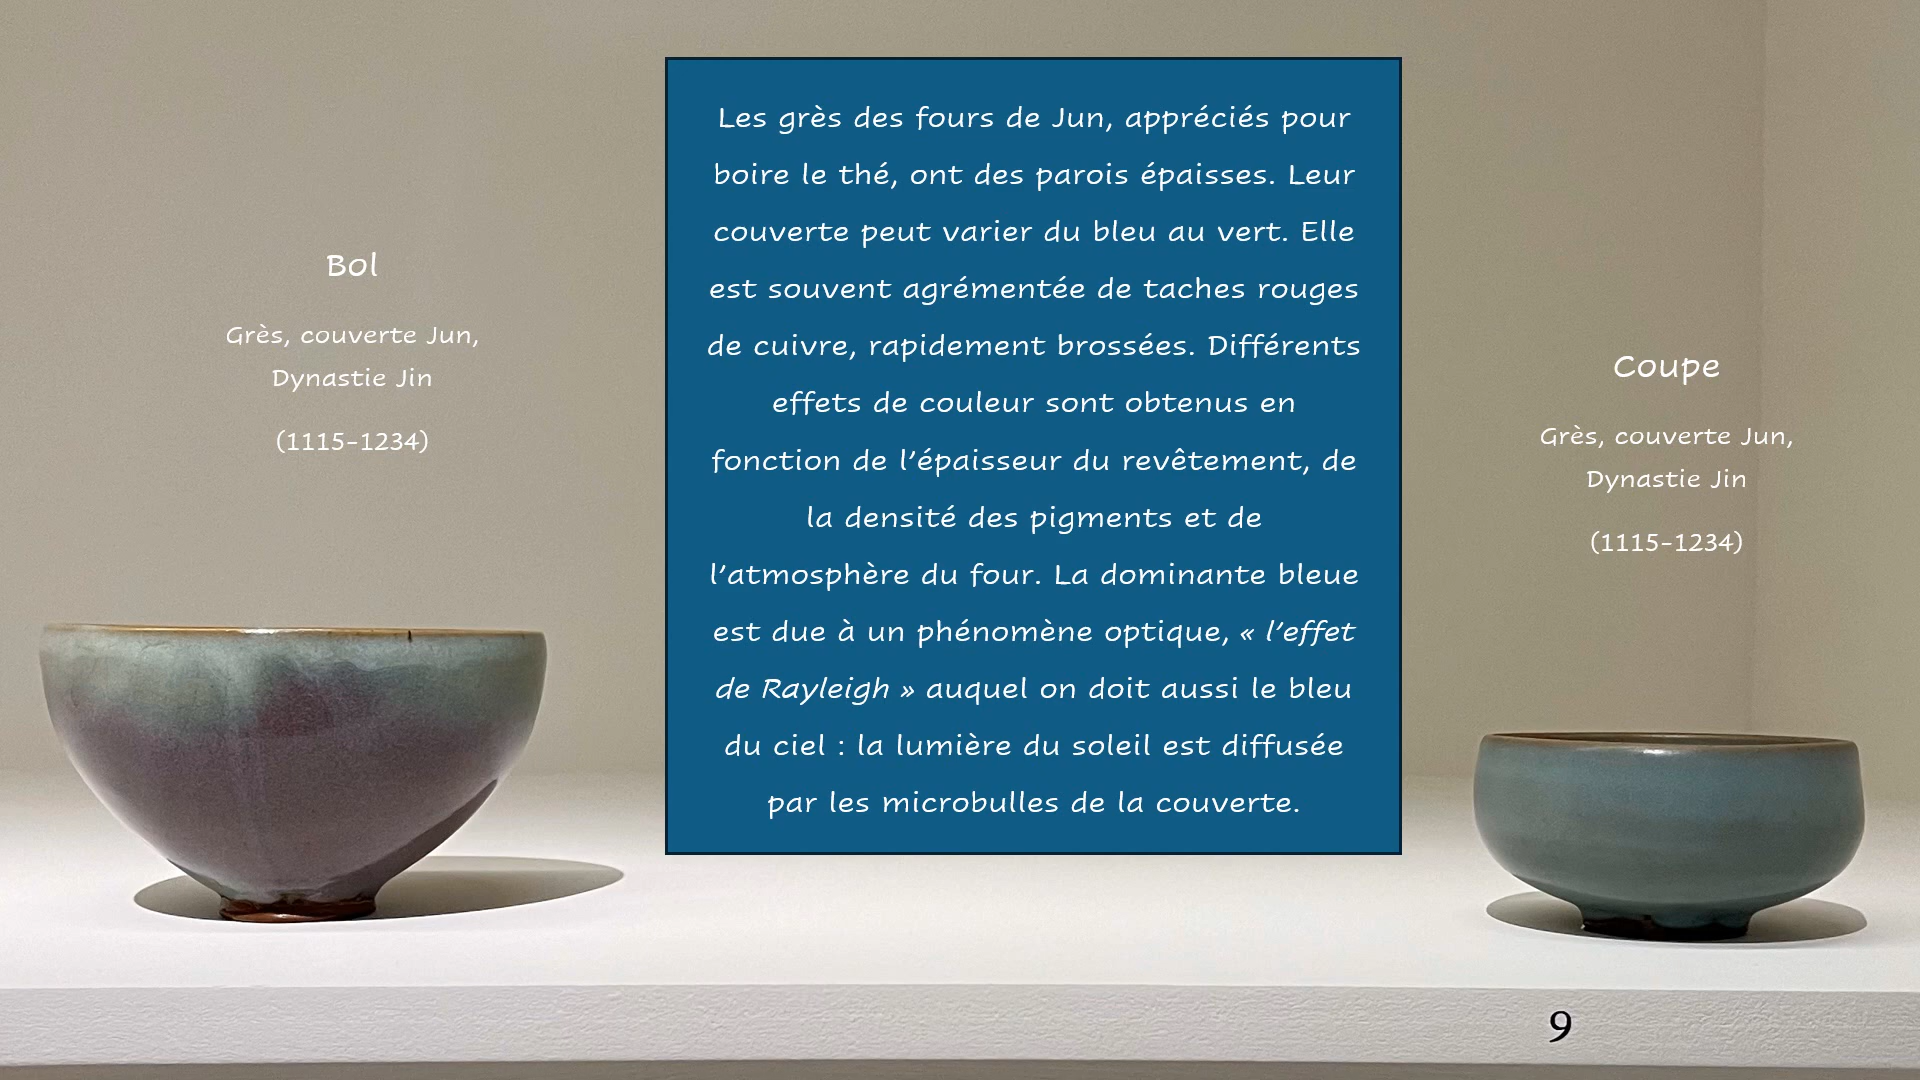 Bol
Grès, couverte Jun,
Dynastie Jin
(1115-1234)
Les grès des fours de Jun, appréciés pour
boire le thé, ont des parois épaisses. Leur
couverte peut varier du bleu au vert. Elle
est souvent agrémentée de taches rouges
de cuivre, rapidement brossées. Différents
effets de couleur sont obtenus en
fonction de l’épaisseur du revêtement, de
la densité des pigments et de
l’atmosphère du four. La dominante bleue
est due à un phénomène optique, « l’effet
de Rayleigh » auquel on doit aussi le bleu
du ciel : la lumière du soleil est diffusée
par les microbulles de la couverte.
Coupe
Grès, couverte Jun,
Dynastie Jin
(1115-1234)
9